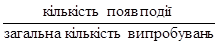 кількість появ події
загальна кількість випробувань